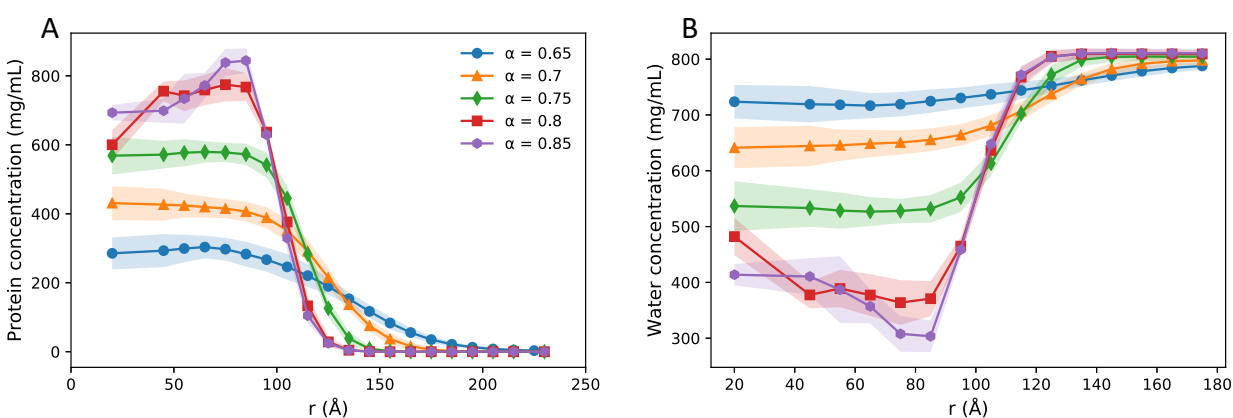 A
Protein concentration (mg/mL)
800
600
400
200
0
0 50 100 150 200 250
r (Å)
α = 0.65
α = 0.7
α = 0.75
α = 0.8
α = 0.85
B
Water concentration (mg/mL)
800
700
600
500
400
300
20 40 60 80 100 120 140 160 180
r (Å)